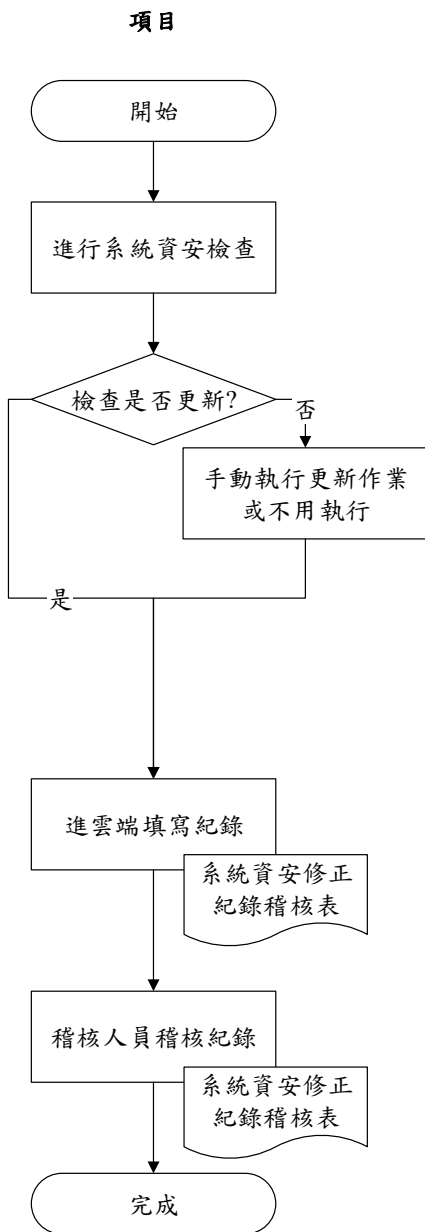 項目
開始
進行系統資安檢查
檢查是否更新?
否
手動執行更新作業
或不用執行
是
進雲端填寫紀錄
系統資安修正
紀錄稽核表
稽核人員稽核紀錄
系統資安修正
紀錄稽核表
完成